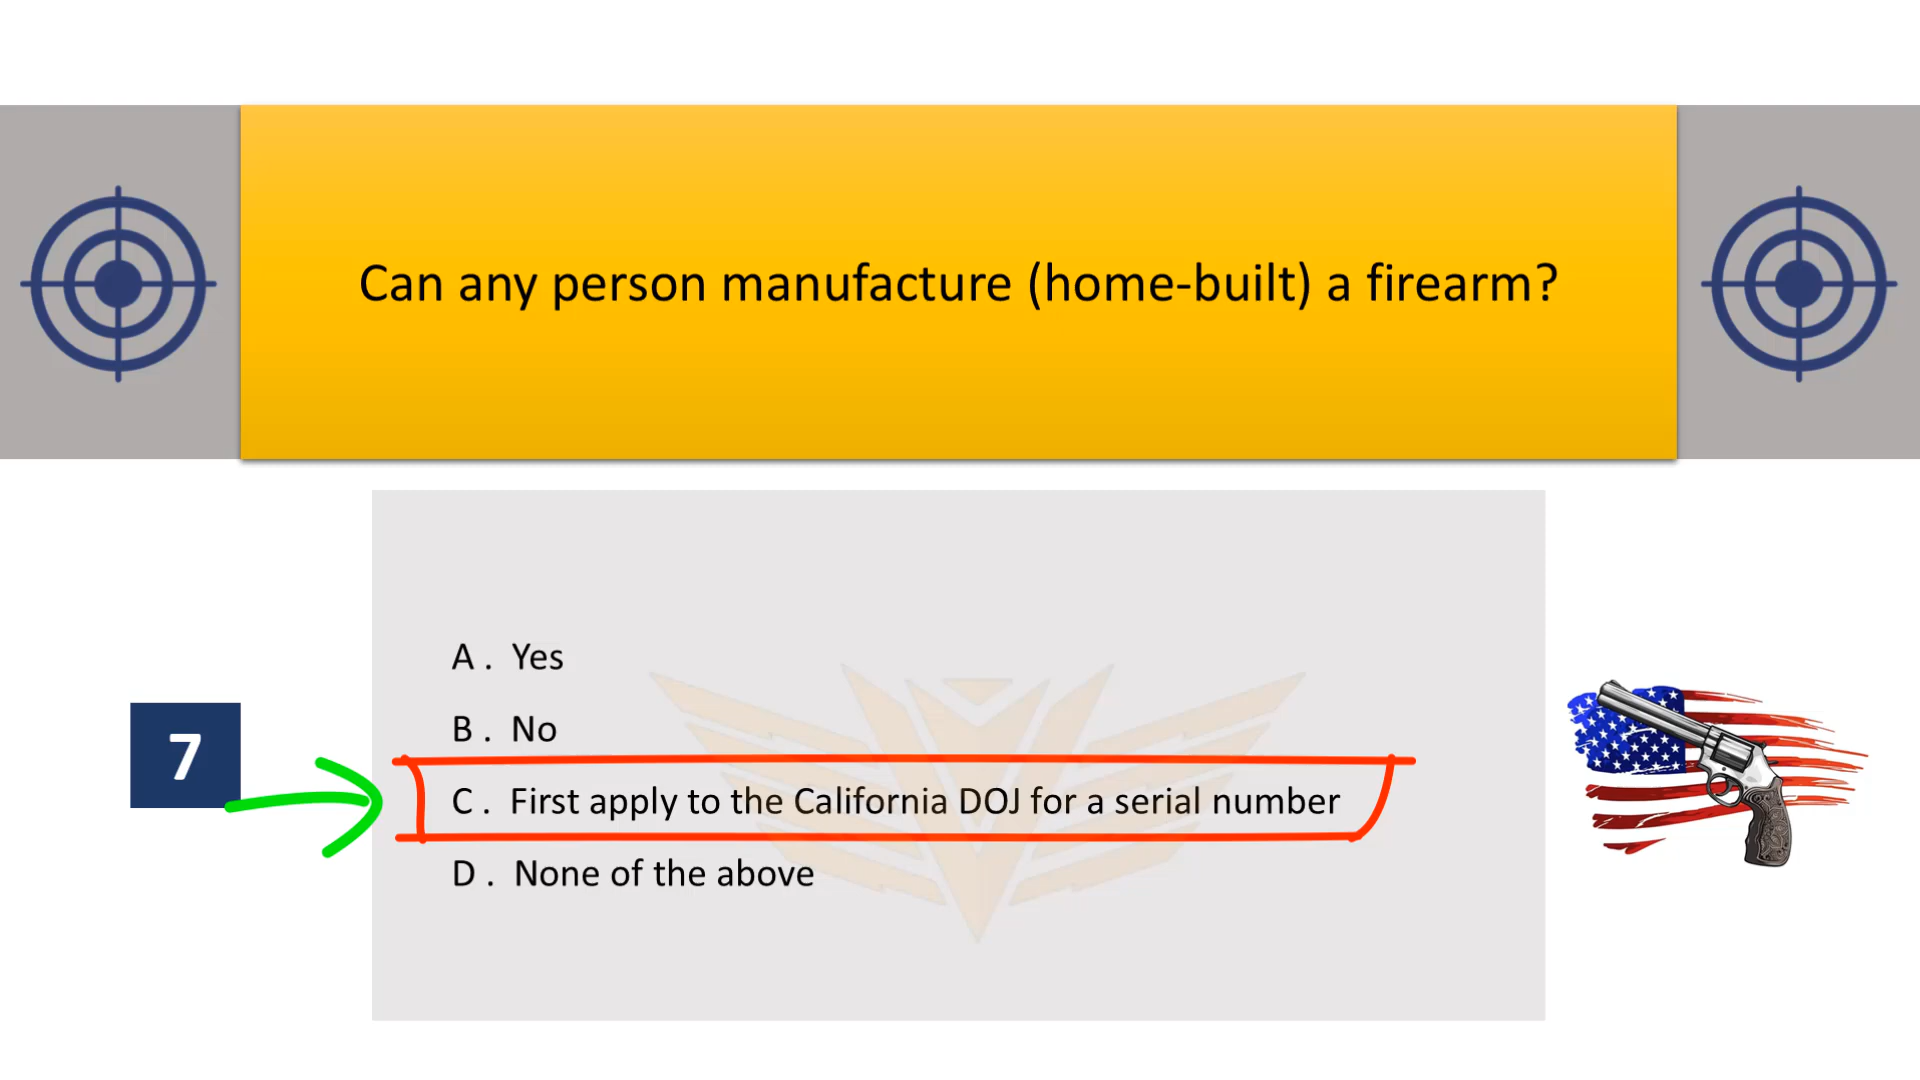 Can any person manufacture (home-built) a firearm?
A . Yes
B . No
7
C . First apply to the California DOJ for a serial number
D . None of the above